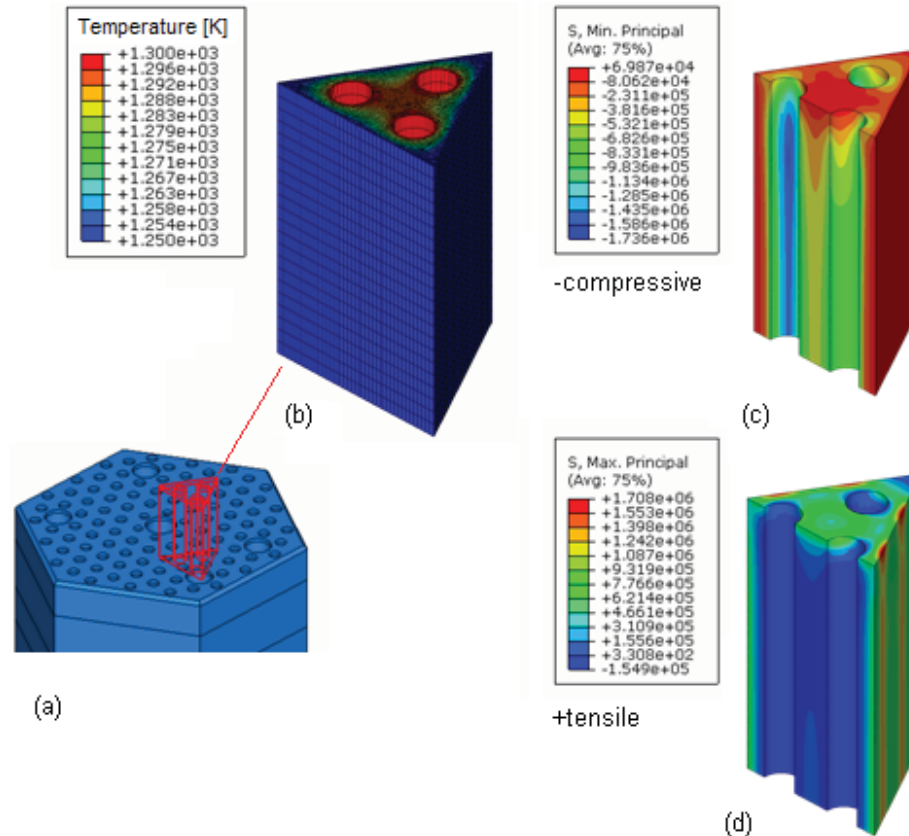 Temperature [K]
+1.300e+03
+1.296e+03
+1.292e+03
+1.288e+03
+1.283e+03
+1.279e+03
+1.275e+03
+1.271e+03
+1.267e+03
+1.263e+03
+1.258e+03
+1.254e+03
+1.250e+03
(b)
S, Min. Principal
(Avg: 75%)
+6.987e+04
-8.062e+04
-2.311e+05
-3.816e+05
-5.321e+05
-6.826e+05
-8.331e+05
-9.836e+05
-1.134e+06
-1.285e+06
-1.435e+06
-1.586e+06
-1.736e+06
-compressive
(c)
(a)
S, Max. Principal
(Avg: 75%)
+1.708e+06
+1.553e+06
+1.398e+06
+1.242e+06
+1.087e+06
+9.319e+05
+7.766e+05
+6.214e+05
+4.661e+05
+3.109e+05
+1.556e+05
+3.308e+02
-1.549e+05
+tensile
(d)